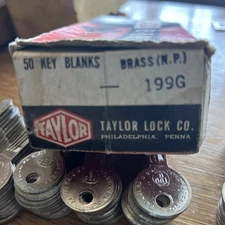 50 KEY BLANKS
BRASS (N.P.)
— 199G
TAYLOR
TAYLOR LOCK CO.
PHILADELPHIA, PENNA